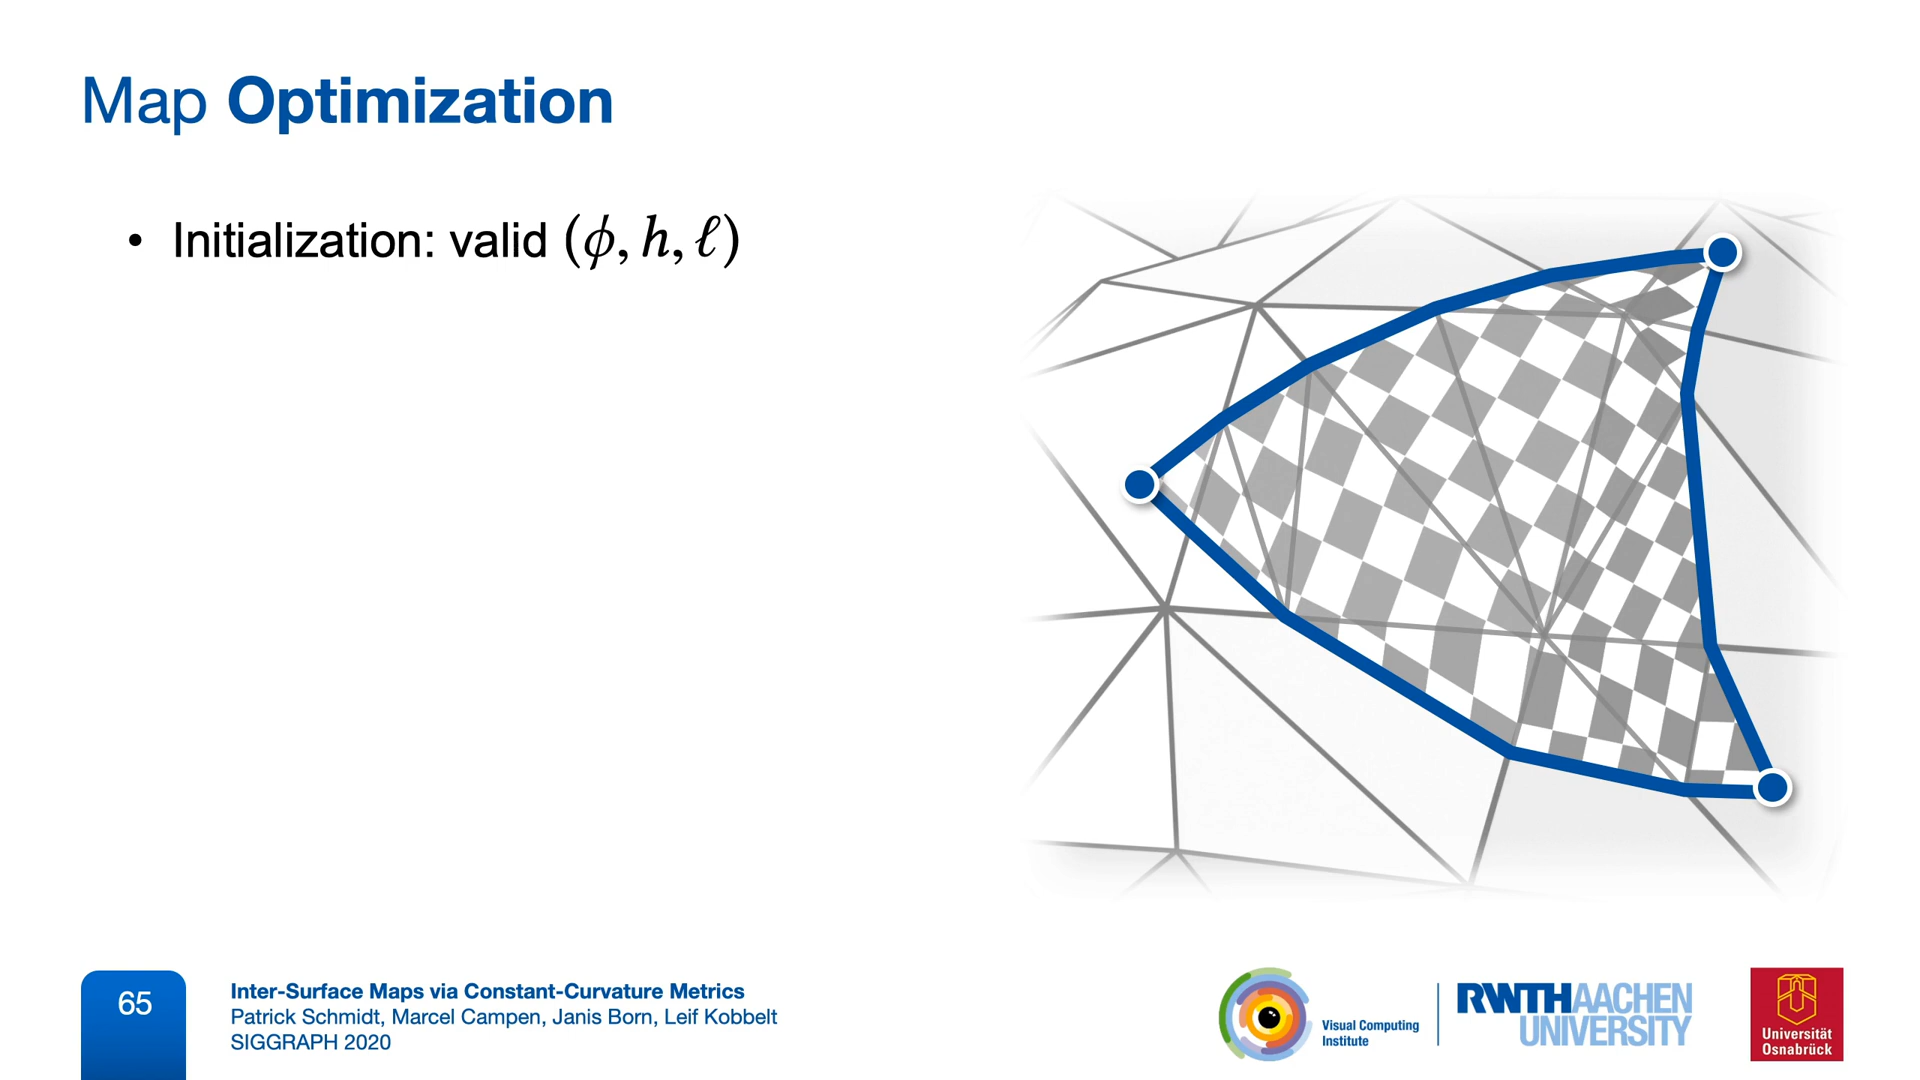 Map Optimization
• Initialization: valid (ϕ, h, ℓ)
65
Inter-Surface Maps via Constant-Curvature Metrics
Patrick Schmidt, Marcel Campen, Janis Born, Leif Kobbelt
SIGGRAPH 2020
Visual Computing
Institute
RWTHAACHEN
UNIVERSITY
Universität
Osnabrück